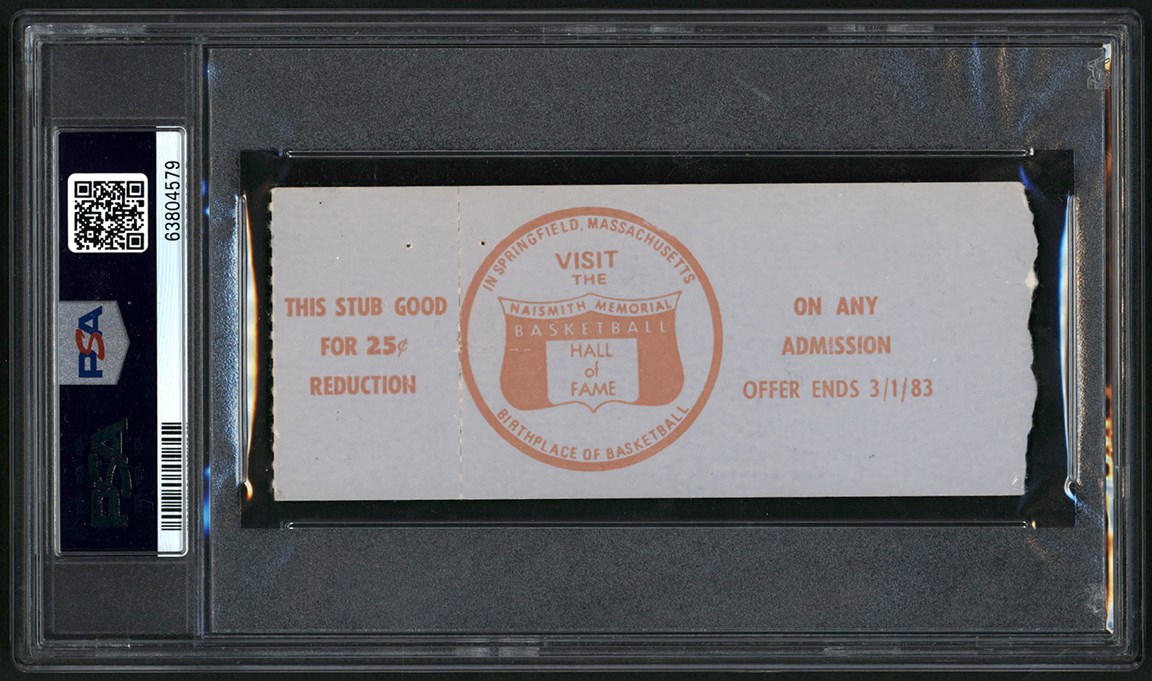 63804579
PSA
PSA
THIS STUB GOOD
FOR 25¢
REDUCTION
IN SPRINGFIELD, MASSACHUSETTS
VISIT
THE
NAISMITH MEMORIAL
BASKETBALL
HALL
of
FAME
BIRTHPLACE OF BASKETBALL
ON ANY
ADMISSION
OFFER ENDS 3/1/83